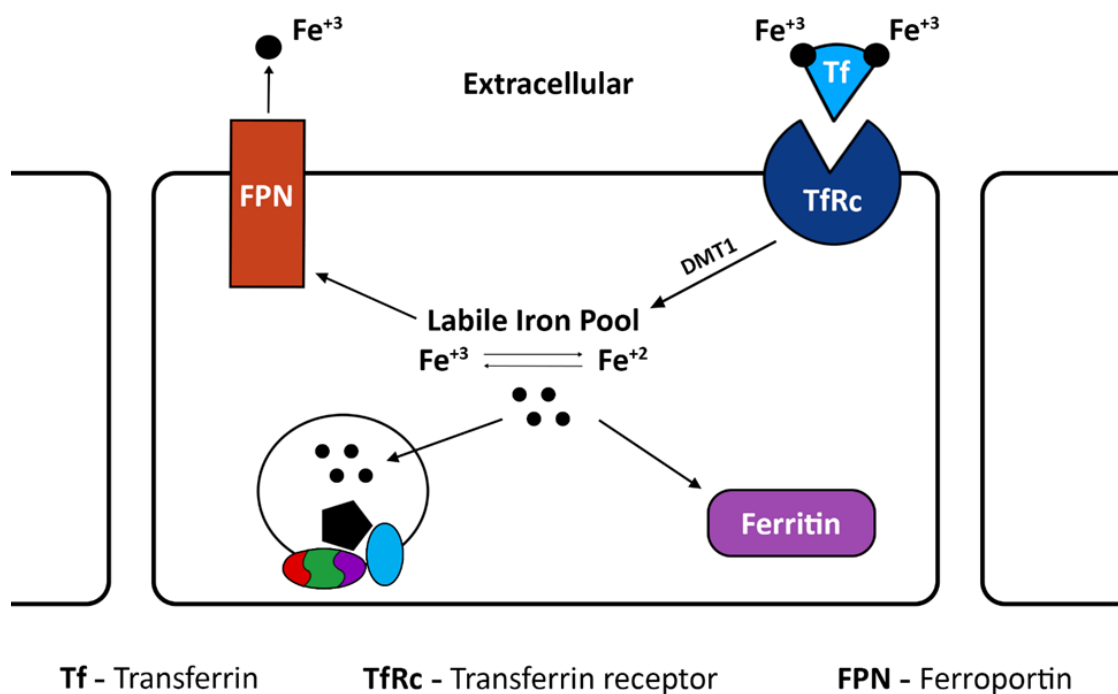 Fe+3
Fe+3
Fe+3
Tf
Extracellular
FPN
TfRc
DMT1
Labile Iron Pool
Fe+3
Fe+2
Ferritin
Tf - Transferrin
TfRc - Transferrin receptor
FPN - Ferroportin